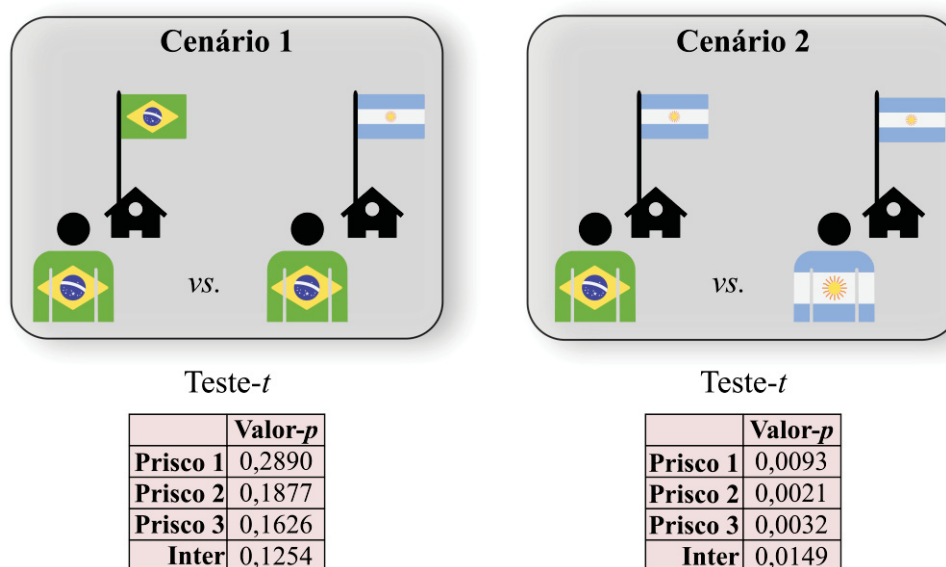 Cenário 1
vs.
Teste-t
Valor-p
Prisco 1 0,2890
Prisco 2 0,1877
Prisco 3 0,1626
Inter 0,1254
Cenário 2
vs.
Teste-t
Valor-p
Prisco 1 0,0093
Prisco 2 0,0021
Prisco 3 0,0032
Inter 0,0149